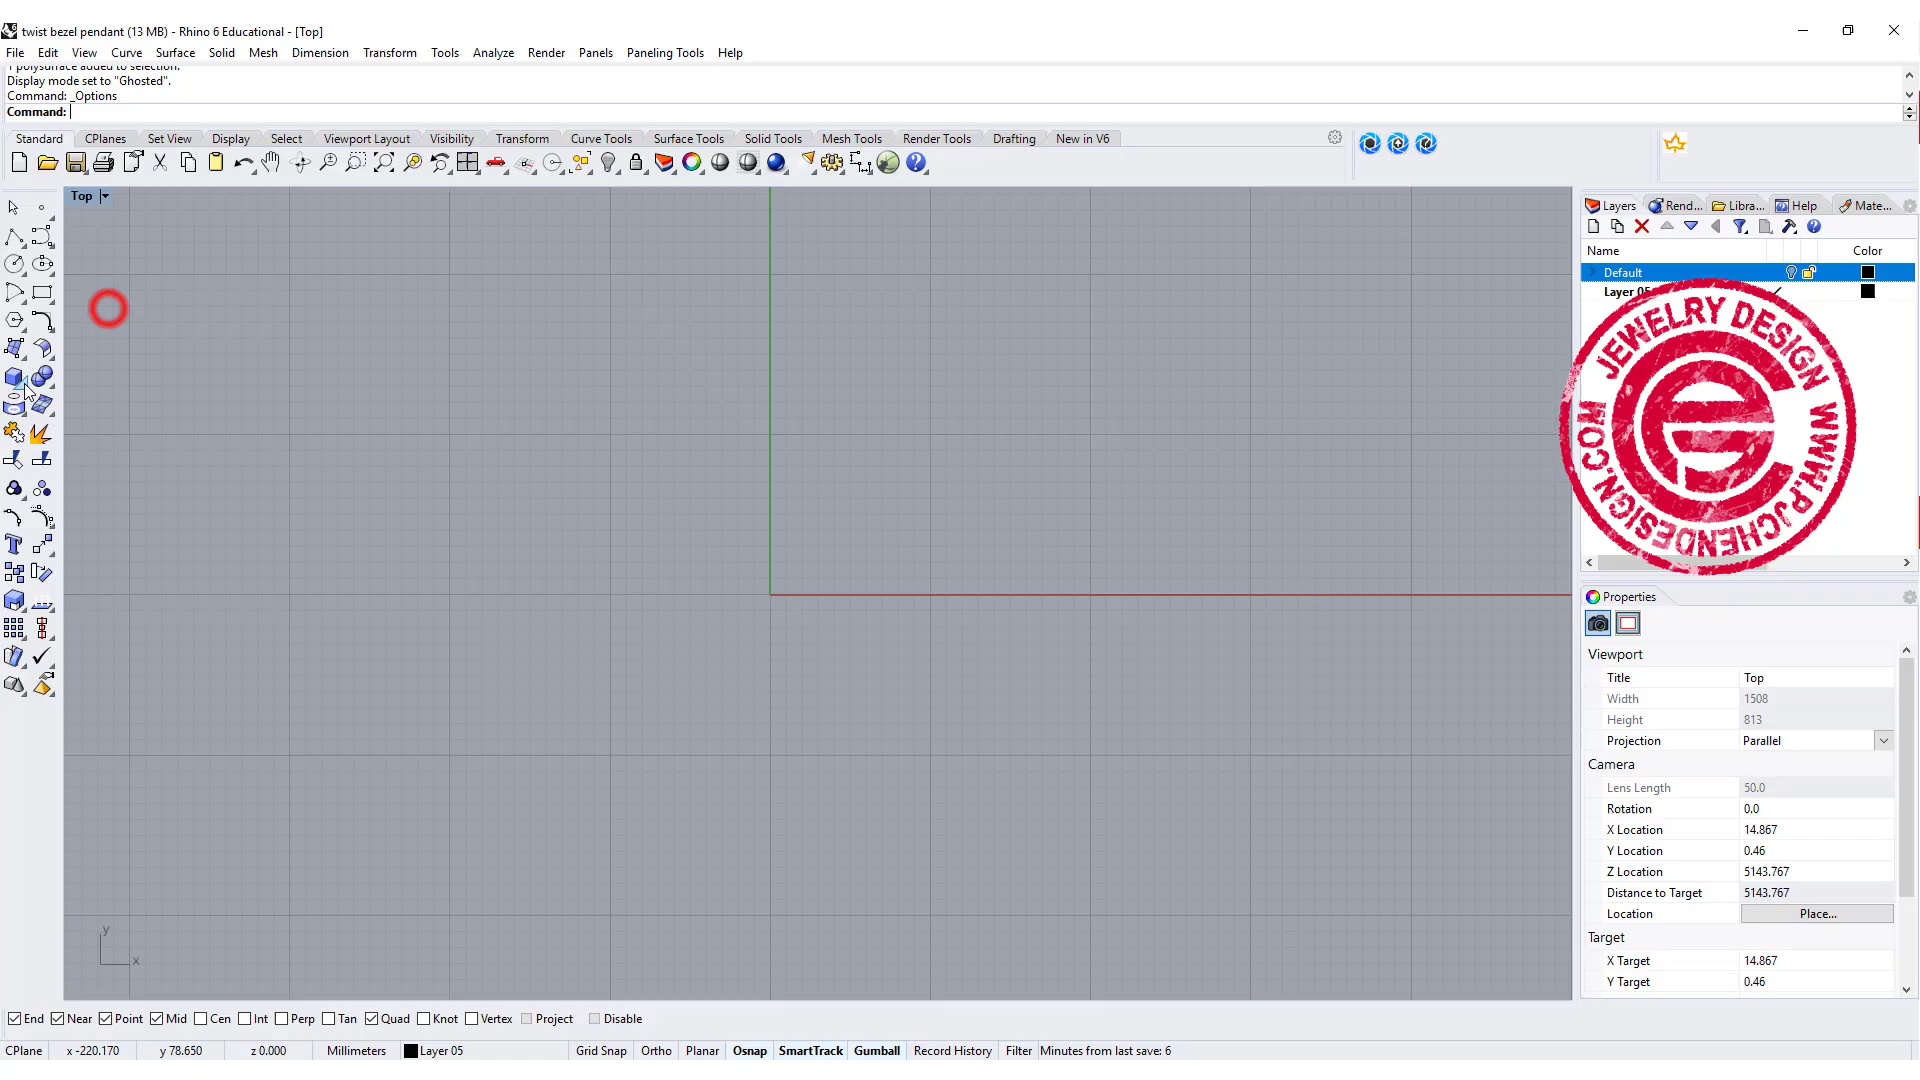 twist bezel pendant (13 MB) - Rhino 6 Educational - [Top]
File Edit View Curve Surface Solid Mesh Dimension Transform Tools Analyze Render Panels Paneling Tools Help
1 polysurface added to selection.
Display mode set to "Ghosted".
Command: _Options
Command:
Standard CPlanes Set View Display Select Viewport Layout Visibility Transform Curve Tools Surface Tools Solid Tools Mesh Tools Render Tools Drafting New in V6
Top
Layers Rend... Libra... Help Mate...
Name Color
Default
Layer 05
JEWELRY DESIGN WWW.PJCHENDESIGN.COM
Properties
Viewport
Title Top
Width 1508
Height 813
Projection Parallel
Camera
Lens Length 50.0
Rotation 0.0
X Location 14.867
Y Location 0.46
Z Location 5143.767
Distance to Target 5143.767
Location Place...
Target
X Target 14.867
Y Target 0.46
y
x
End Near Point Mid Cen Int Perp Tan Quad Knot Vertex Project Disable
CPlane x -220.170 y 78.650 z 0.000 Millimeters Layer 05 Grid Snap Ortho Planar Osnap SmartTrack Gumball Record History Filter Minutes from last save: 6